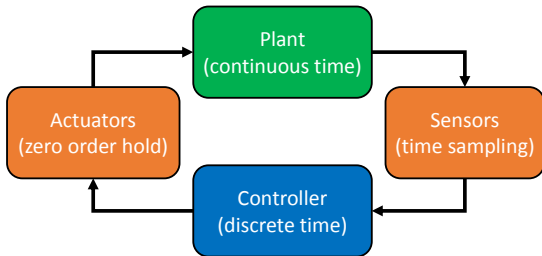 Plant
(continuous time)
Actuators
(zero order hold)
Sensors
(time sampling)
Controller
(discrete time)